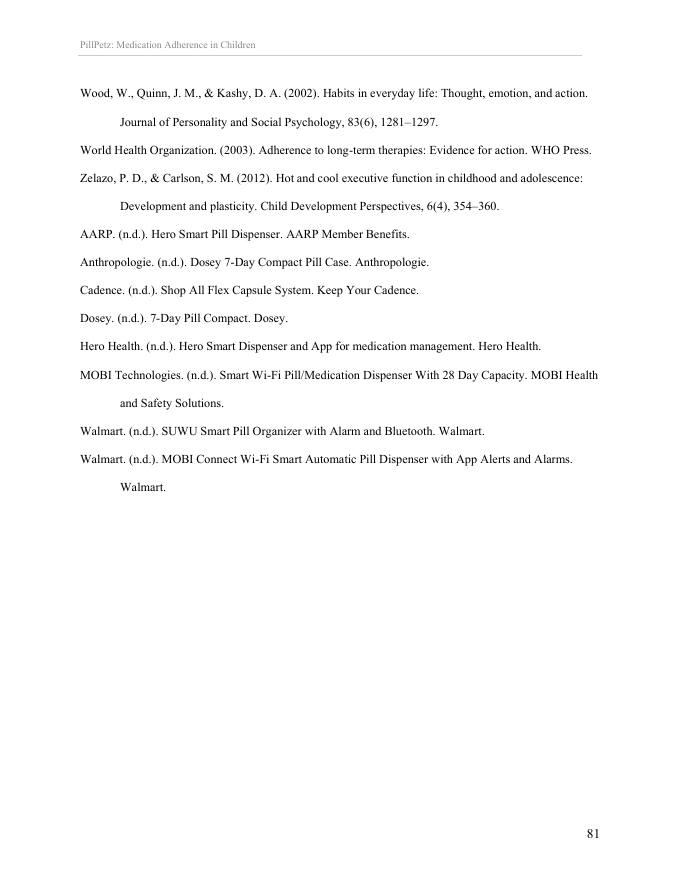 PillPetz: Medication Adherence in Children
Wood, W., Quinn, J. M., & Kashy, D. A. (2002). Habits in everyday life: Thought, emotion, and action.
Journal of Personality and Social Psychology, 83(6), 1281–1297.
World Health Organization. (2003). Adherence to long-term therapies: Evidence for action. WHO Press.
Zelazo, P. D., & Carlson, S. M. (2012). Hot and cool executive function in childhood and adolescence:
Development and plasticity. Child Development Perspectives, 6(4), 354–360.
AARP. (n.d.). Hero Smart Pill Dispenser. AARP Member Benefits.
Anthropologie. (n.d.). Dosey 7-Day Compact Pill Case. Anthropologie.
Cadence. (n.d.). Shop All Flex Capsule System. Keep Your Cadence.
Dosey. (n.d.). 7-Day Pill Compact. Dosey.
Hero Health. (n.d.). Hero Smart Dispenser and App for medication management. Hero Health.
MOBI Technologies. (n.d.). Smart Wi-Fi Pill/Medication Dispenser With 28 Day Capacity. MOBI Health
and Safety Solutions.
Walmart. (n.d.). SUWU Smart Pill Organizer with Alarm and Bluetooth. Walmart.
Walmart. (n.d.). MOBI Connect Wi-Fi Smart Automatic Pill Dispenser with App Alerts and Alarms.
Walmart.
81